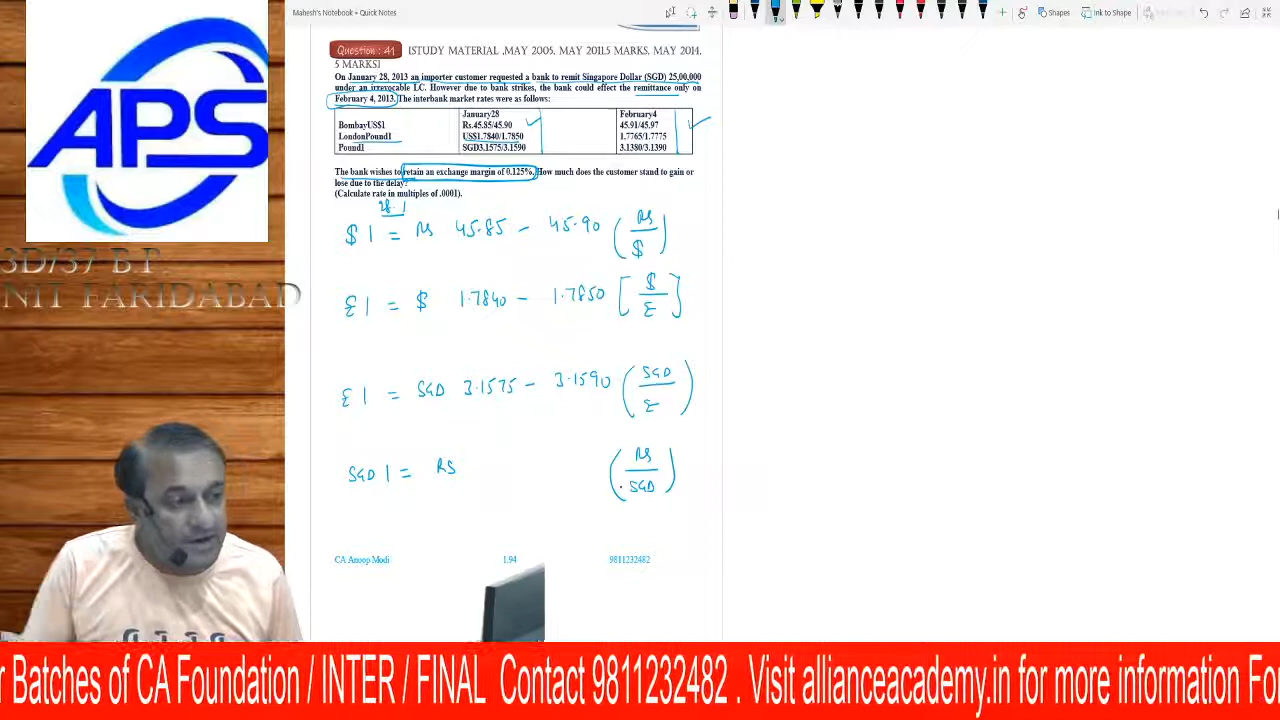 Mahesh's Notebook » Quick Notes
Shapes
Ink to Shape
APS
3D/37 B.P.
NIT FARIDABAD
Question : 41 [STUDY MATERIAL ,MAY 2005, MAY 2011,5 MARKS, MAY 2014,
5 MARKS]
On January 28, 2013 an importer customer requested a bank to remit Singapore Dollar (SGD) 25,00,000
under an irrevocable LC. However due to bank strikes, the bank could effect the remittance only on
February 4, 2013. The interbank market rates were as follows:
January28 February4
BombayUS$1 Rs.45.85/45.90 45.91/45.97
LondonPound1 US$1.7840/1.7850 1.7765/1.7775
Pound1 SGD3.1575/3.1590 3.1380/3.1390
The bank wishes to retain an exchange margin of 0.125%. How much does the customer stand to gain or
lose due to the delay?
(Calculate rate in multiples of .0001).
28.1
$ 1 = Rs 45.85 - 45.90 (Rs/$)
£ 1 = $ 1.7840 - 1.7850 [$/£]
£ 1 = SGD 3.1575 - 3.1590 (SGD/£)
SGD 1 = Rs (Rs/SGD)
CA Anoop Modi 1.94 9811232482
r Batches of CA Foundation / INTER / FINAL Contact 9811232482 . Visit allianceacademy.in for more information Fo